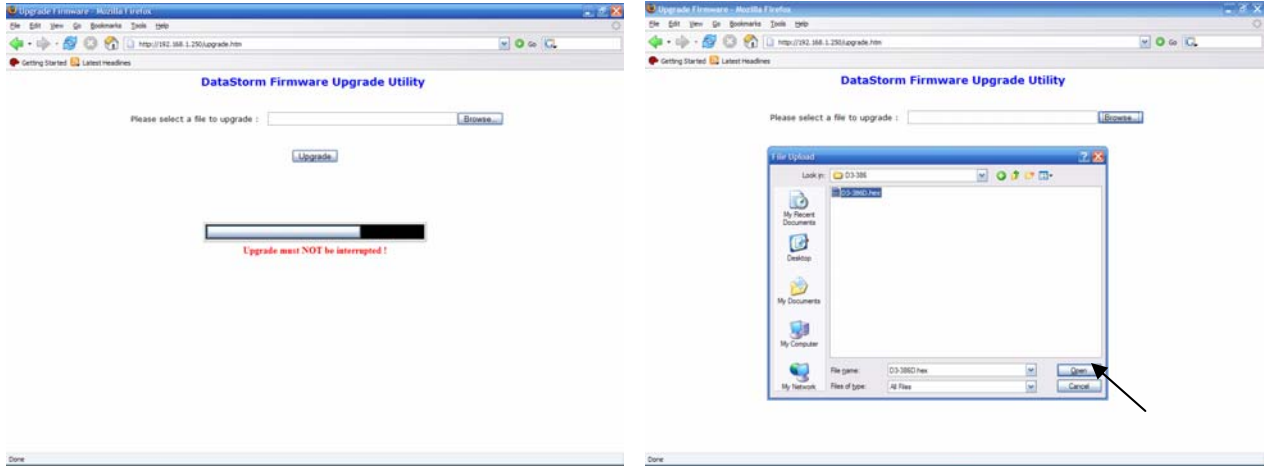 Upgrade Firmware - Mozilla Firefox
File Edit View Go Bookmarks Tools Help
http://192.168.1.250/upgrade.htm
Go
Getting Started Latest Headlines
DataStorm Firmware Upgrade Utility
Please select a file to upgrade :
Browse...
Upgrade
Upgrade must NOT be interrupted !
Done
Upgrade Firmware - Mozilla Firefox
File Edit View Go Bookmarks Tools Help
http://192.168.1.250/upgrade.htm
Go
Getting Started Latest Headlines
DataStorm Firmware Upgrade Utility
Please select a file to upgrade :
Browse...
File Upload
Look in: D3-386
D3-386D.hex
My Recent Documents
Desktop
My Documents
My Computer
My Network
File name: D3-386D.hex
Open
Files of type: All Files
Cancel
Done